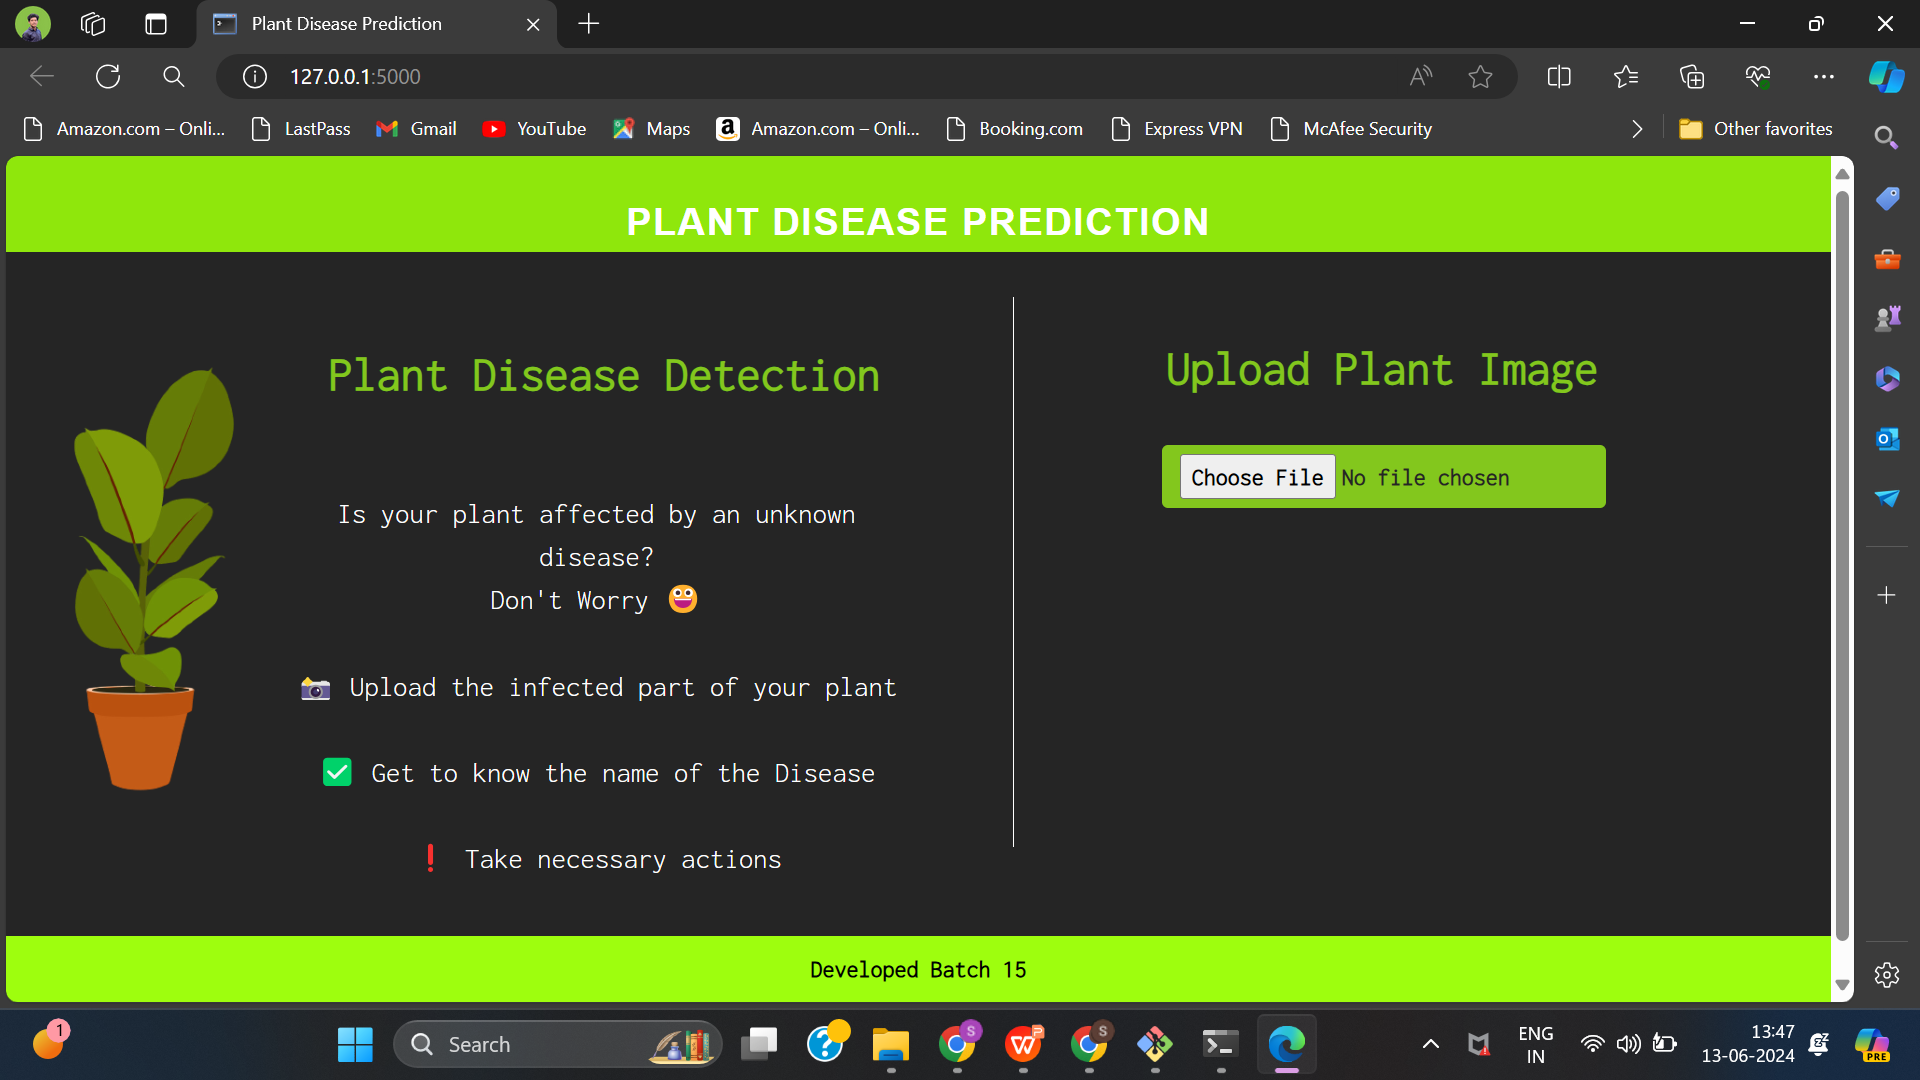 Plant Disease Prediction
127.0.0.1:5000
Amazon.com – Onli...
LastPass
Gmail
YouTube
Maps
Amazon.com – Onli...
Booking.com
Express VPN
McAfee Security
Other favorites
PLANT DISEASE PREDICTION
Plant Disease Detection
Is your plant affected by an unknown
disease?
Don't Worry 😀
📸 Upload the infected part of your plant
✅ Get to know the name of the Disease
❗ Take necessary actions
Upload Plant Image
Choose File No file chosen
Developed Batch 15
1
Search
S
S
ENG
IN
13:47
13-06-2024
PRE